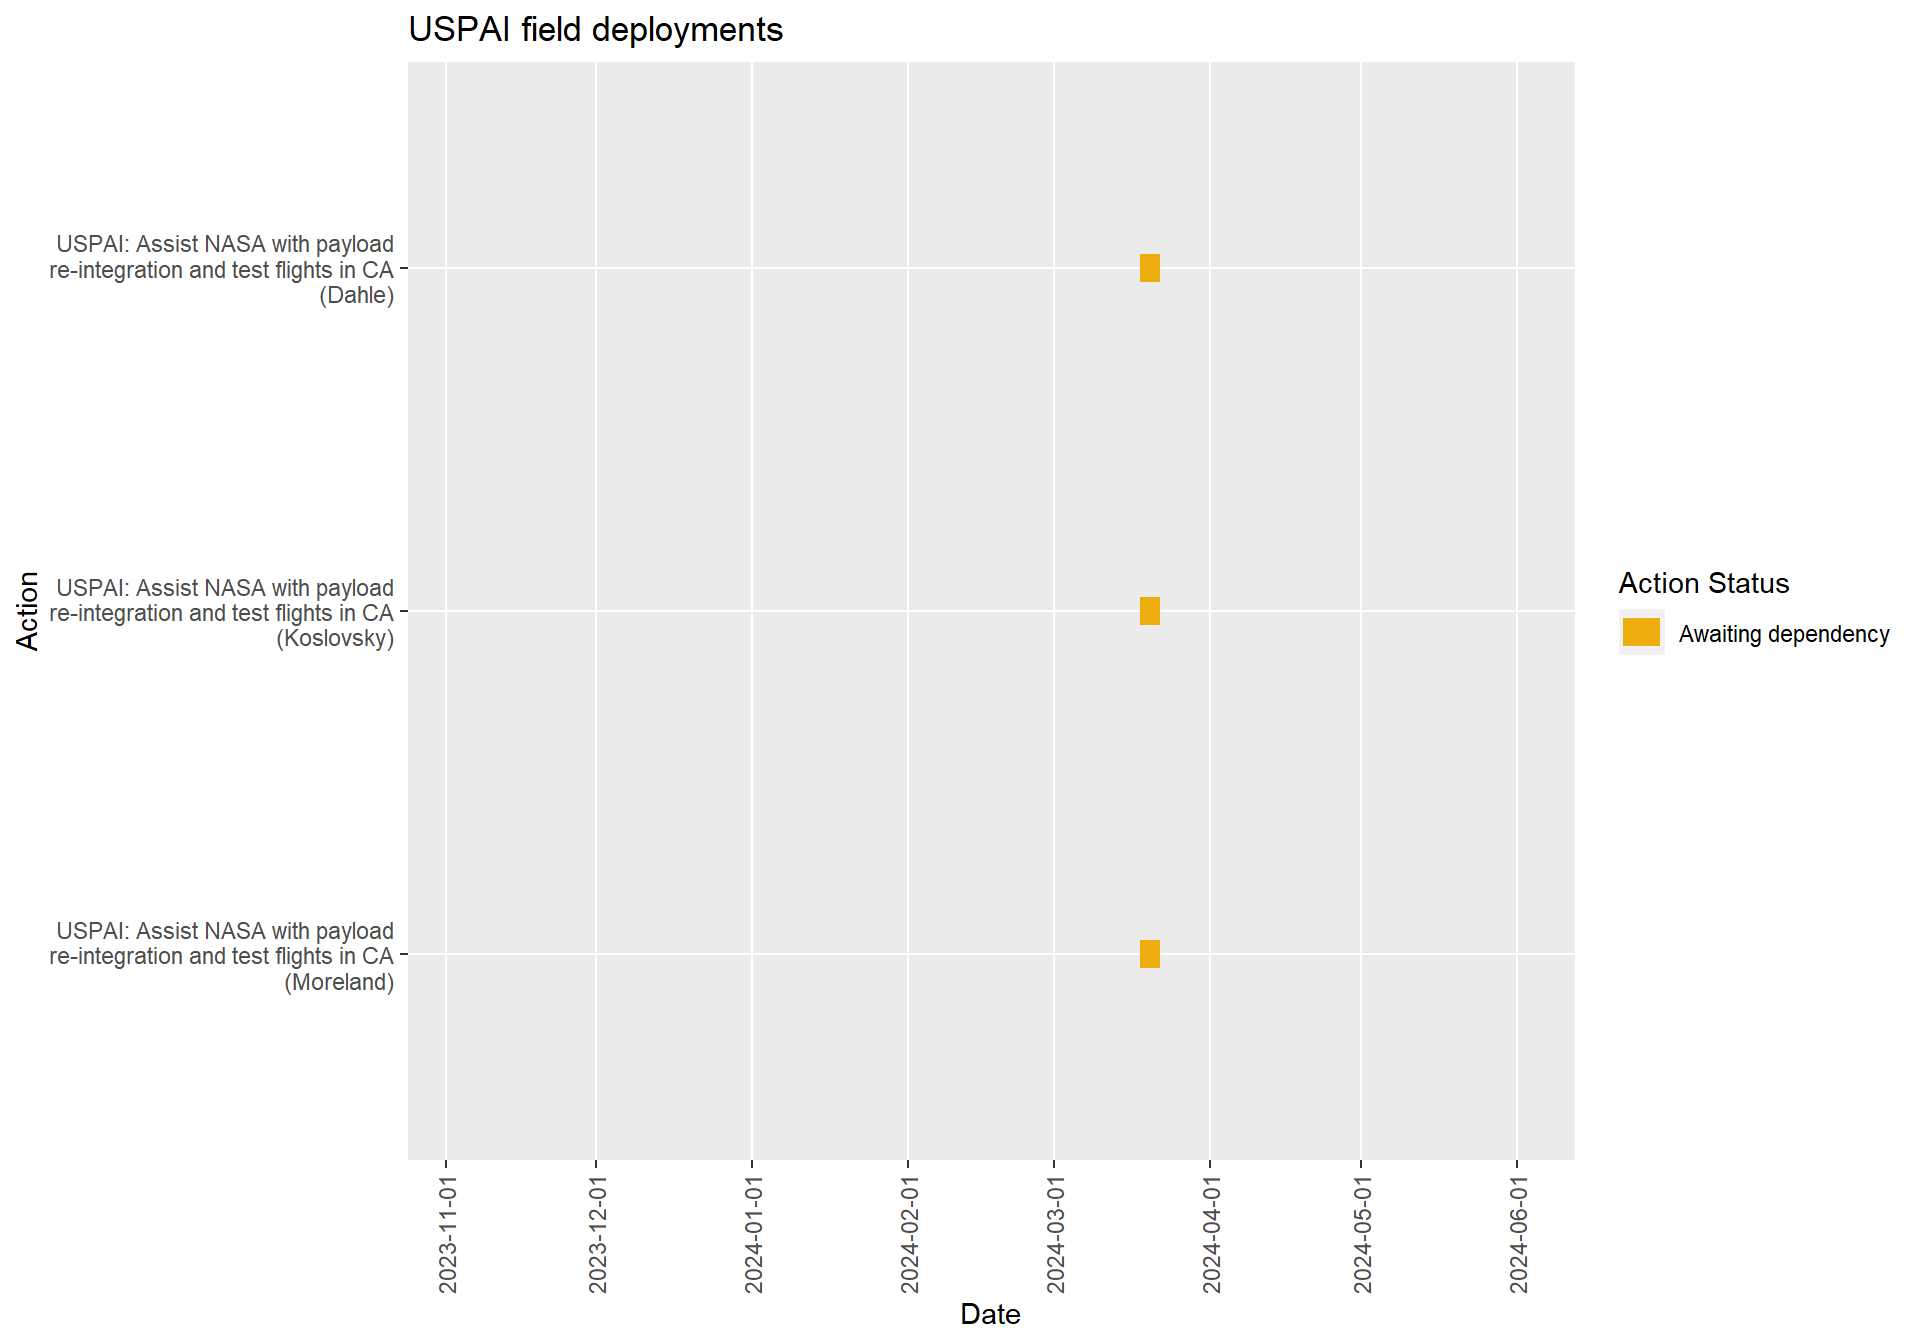 USPAI field deployments
USPAI: Assist NASA with payload
re-integration and test flights in CA
(Dahle)
USPAI: Assist NASA with payload
re-integration and test flights in CA
(Koslovsky)
USPAI: Assist NASA with payload
re-integration and test flights in CA
(Moreland)
Action
2023-11-01
2023-12-01
2024-01-01
2024-02-01
2024-03-01
2024-04-01
2024-05-01
2024-06-01
Date
Action Status
Awaiting dependency